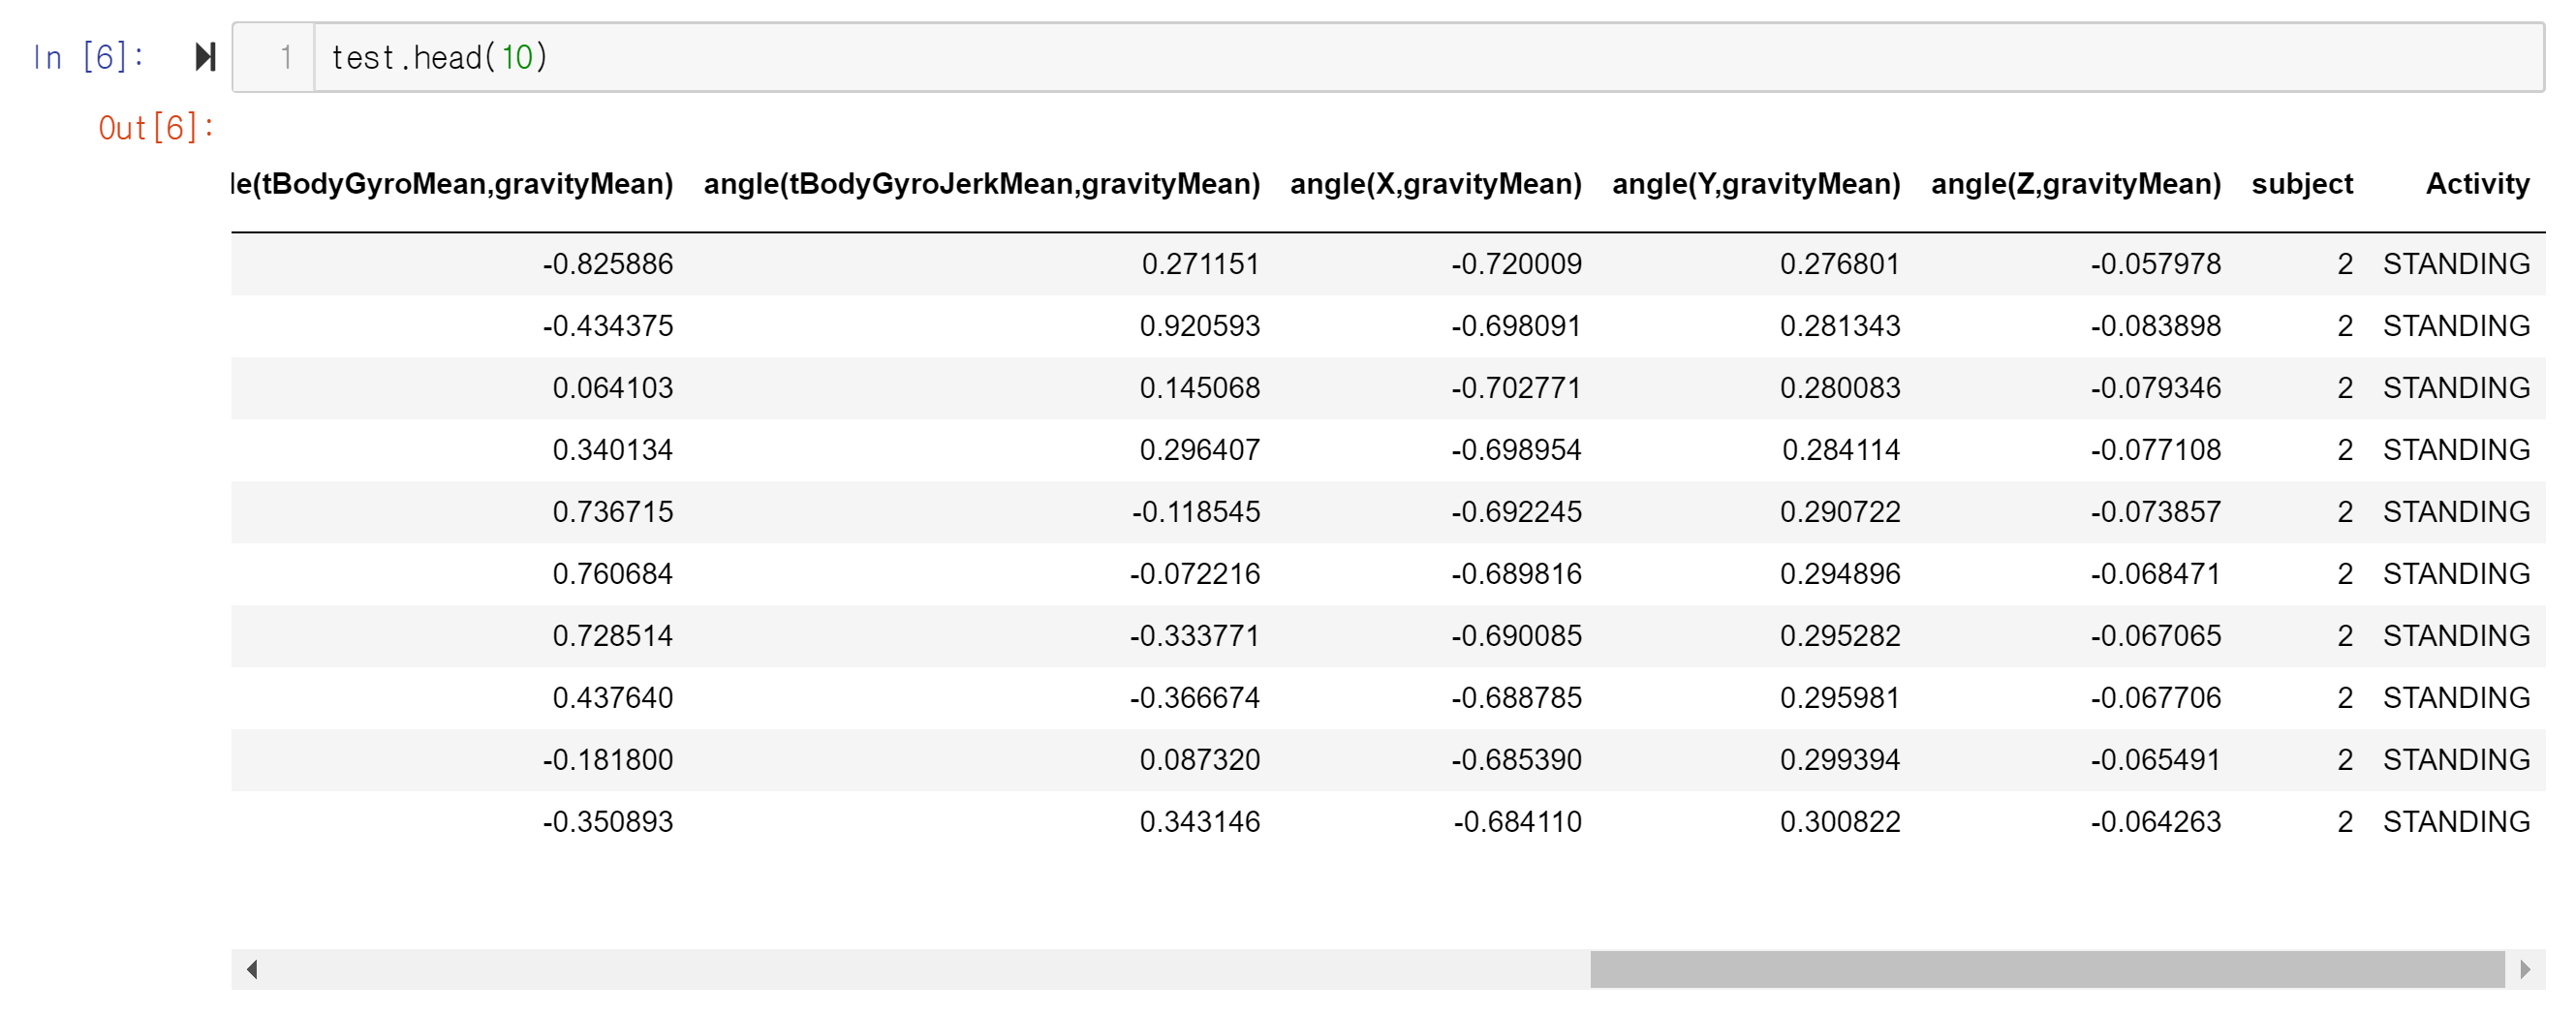 In [6]: 1 test.head(10)
Out[6]:
le(tBodyGyroMean,gravityMean) angle(tBodyGyroJerkMean,gravityMean) angle(X,gravityMean) angle(Y,gravityMean) angle(Z,gravityMean) subject Activity
-0.825886 0.271151 -0.720009 0.276801 -0.057978 2 STANDING
-0.434375 0.920593 -0.698091 0.281343 -0.083898 2 STANDING
0.064103 0.145068 -0.702771 0.280083 -0.079346 2 STANDING
0.340134 0.296407 -0.698954 0.284114 -0.077108 2 STANDING
0.736715 -0.118545 -0.692245 0.290722 -0.073857 2 STANDING
0.760684 -0.072216 -0.689816 0.294896 -0.068471 2 STANDING
0.728514 -0.333771 -0.690085 0.295282 -0.067065 2 STANDING
0.437640 -0.366674 -0.688785 0.295981 -0.067706 2 STANDING
-0.181800 0.087320 -0.685390 0.299394 -0.065491 2 STANDING
-0.350893 0.343146 -0.684110 0.300822 -0.064263 2 STANDING